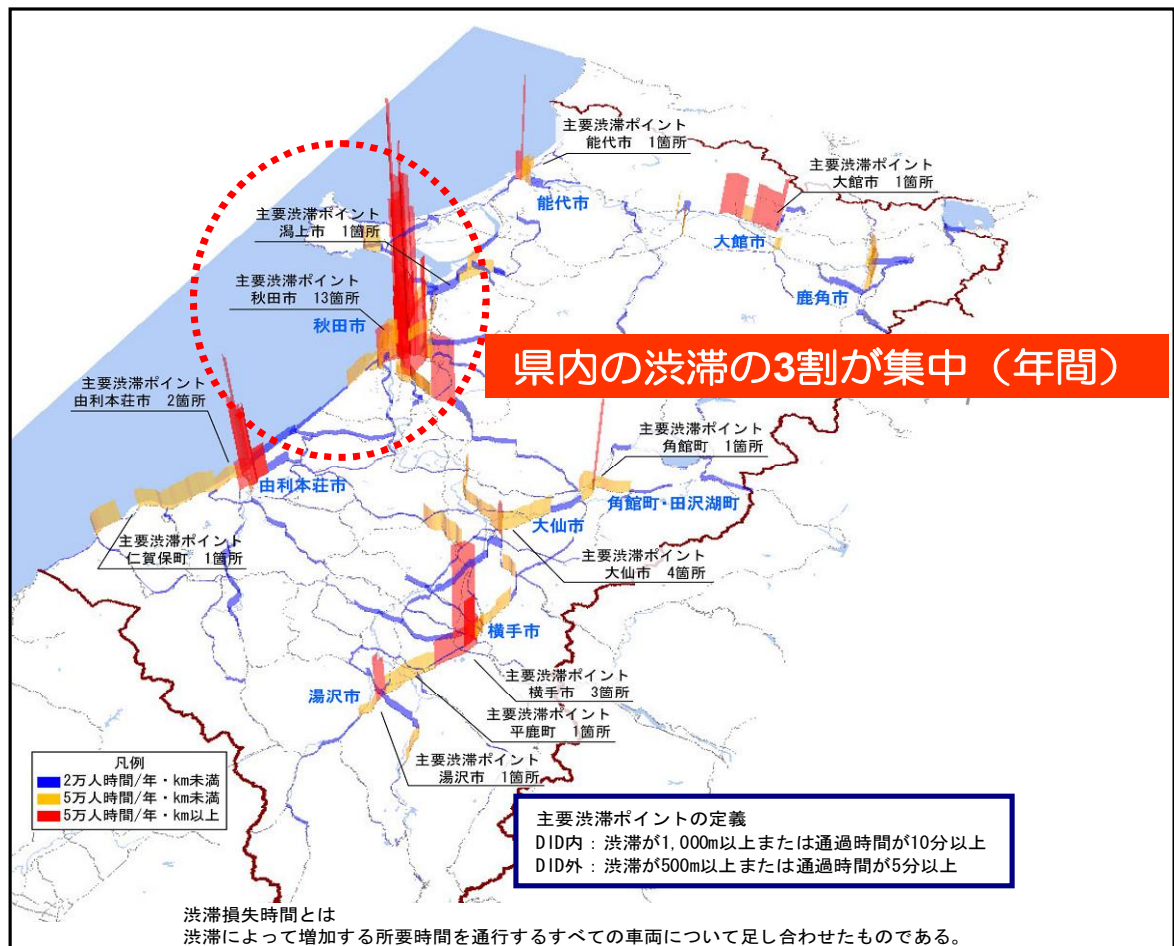 主要渋滞ポイント
能代市 1箇所
主要渋滞ポイント
大館市 1箇所
能代市
主要渋滞ポイント
潟上市 1箇所
大館市
主要渋滞ポイント
秋田市 13箇所
鹿角市
秋田市
県内の渋滞の3割が集中（年間）
主要渋滞ポイント
由利本荘市 2箇所
主要渋滞ポイント
角館町 1箇所
由利本荘市
角館町・田沢湖町
大仙市
主要渋滞ポイント
仁賀保町 1箇所
主要渋滞ポイント
大仙市 4箇所
横手市
主要渋滞ポイント
横手市 3箇所
湯沢市
主要渋滞ポイント
平鹿町 1箇所
主要渋滞ポイント
湯沢市 1箇所
凡例
2万人時間/年・km未満
5万人時間/年・km未満
5万人時間/年・km以上
主要渋滞ポイントの定義
DID内：渋滞が1,000m以上または通過時間が10分以上
DID外：渋滞が500m以上または通過時間が5分以上
渋滞損失時間とは
渋滞によって増加する所要時間を通行するすべての車両について足し合わせたものである。